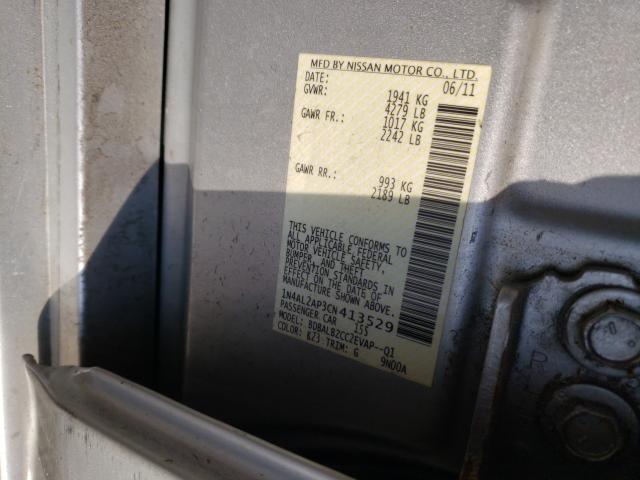 MFD BY NISSAN MOTOR CO., LTD.
DATE: 06/11
GVWR: 1941 KG
4279 LB
GAWR FR.: 1017 KG
2242 LB
GAWR RR.: 993 KG
2189 LB
THIS VEHICLE CONFORMS TO
ALL APPLICABLE FEDERAL
MOTOR VEHICLE SAFETY,
BUMPER, AND THEFT
PREVENTION STANDARDS IN
EFFECT ON THE DATE OF
MANUFACTURE SHOWN ABOVE.
1N4AL2AP3CN413529
PASSENGER CAR 155
MODEL: BDBALB2CC2EVAP--Q1
COLOR: KZ3 TRIM: G 9ND0A